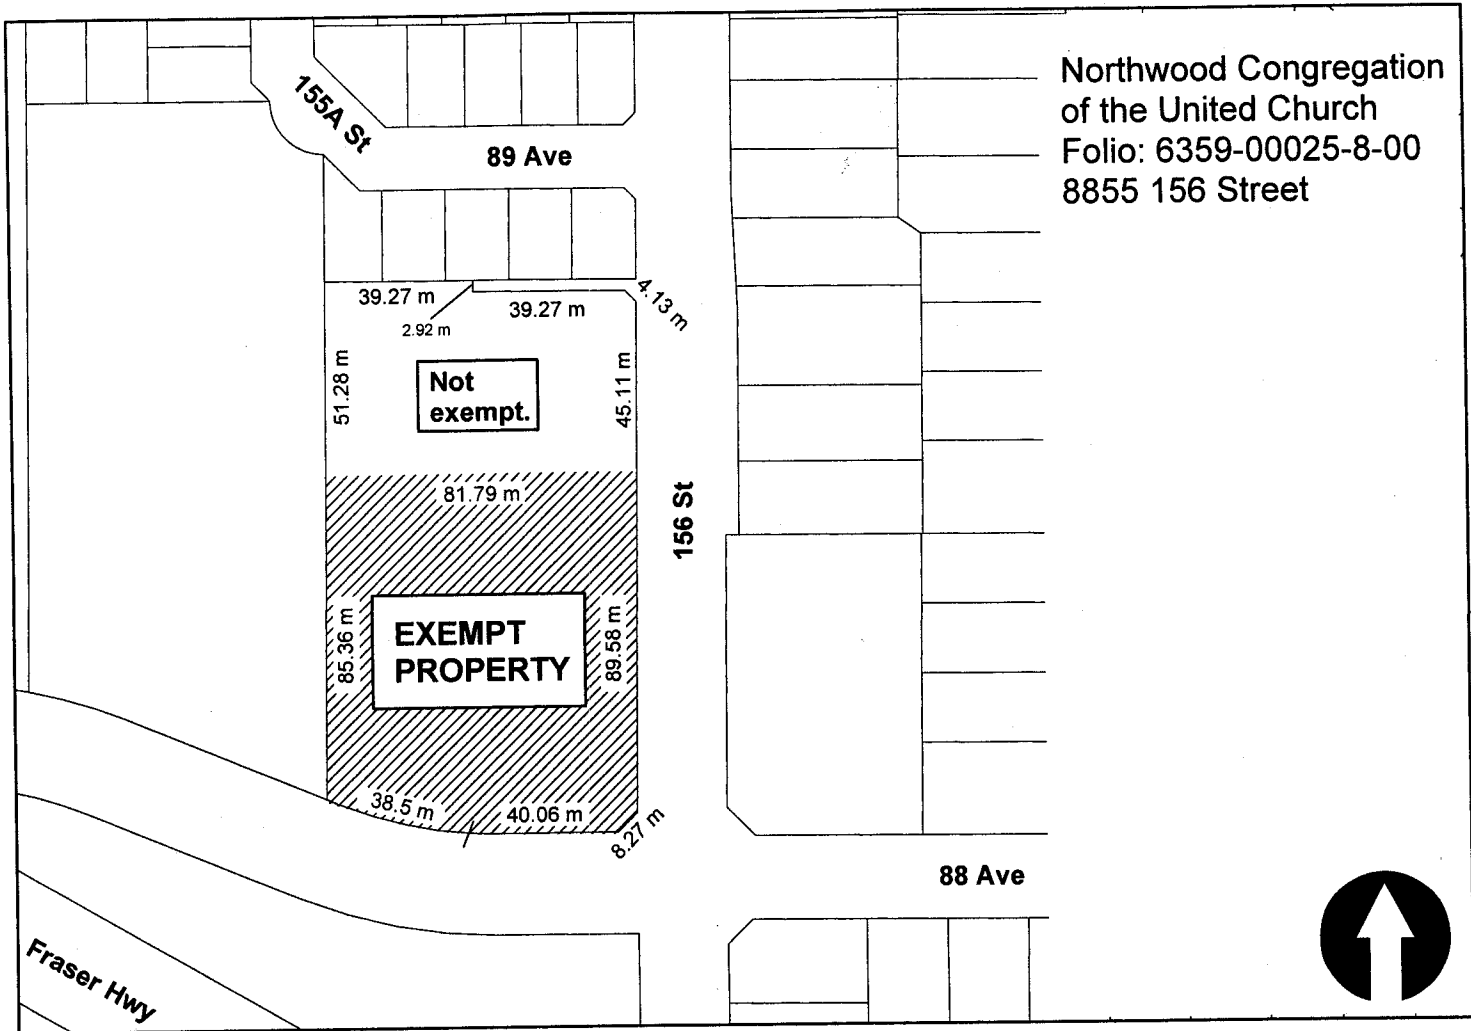 Northwood Congregation
of the United Church
Folio: 6359-00025-8-00
8855 156 Street
155A St
89 Ave
39.27 m
2.92 m
39.27 m
4.13 m
51.28 m
Not
exempt.
45.11 m
81.79 m
156 St
85.36 m
EXEMPT
PROPERTY
89.58 m
38.5 m
40.06 m
8.27 m
88 Ave
Fraser Hwy